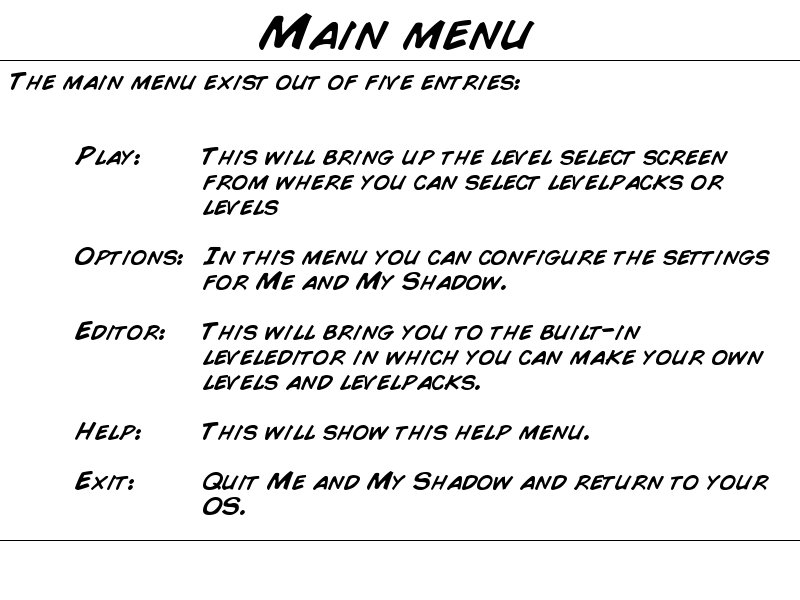 Main menu
The main menu exist out of five entries:
Play: This will bring up the level select screen
from where you can select levelpacks or
levels
Options: In this menu you can configure the settings
for Me and My Shadow.
Editor: This will bring you to the built-in
leveleditor in which you can make your own
levels and levelpacks.
Help: This will show this help menu.
Exit: Quit Me and My Shadow and return to your
OS.